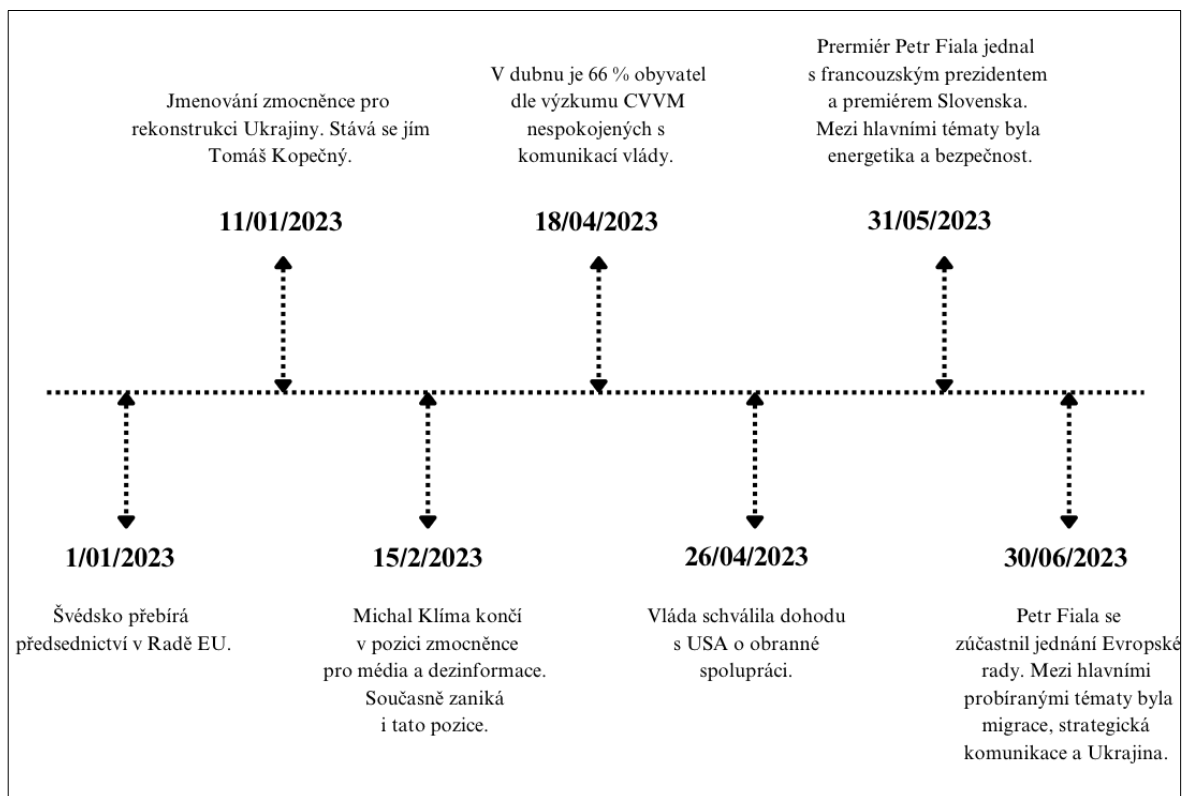 Jmenování zmocněnce pro
rekonstrukci Ukrajiny. Stává se jím
Tomáš Kopečný.
11/01/2023
V dubnu je 66 % obyvatel
dle výzkumu CVVM
nespokojených s
komunikací vlády.
18/04/2023
Prermiér Petr Fiala jednal
s francouzským prezidentem
a premiérem Slovenska.
Mezi hlavními tématy byla
energetika a bezpečnost.
31/05/2023
1/01/2023
Švédsko přebírá
předsednictví v Radě EU.
15/2/2023
Michal Klíma končí
v pozici zmocněnce
pro média a dezinformace.
Současně zaniká
i tato pozice.
26/04/2023
Vláda schválila dohodu
s USA o obranné
spolupráci.
30/06/2023
Petr Fiala se
zúčastnil jednání Evropské
rady. Mezi hlavními
probíranými tématy byla
migrace, strategická
komunikace a Ukrajina.